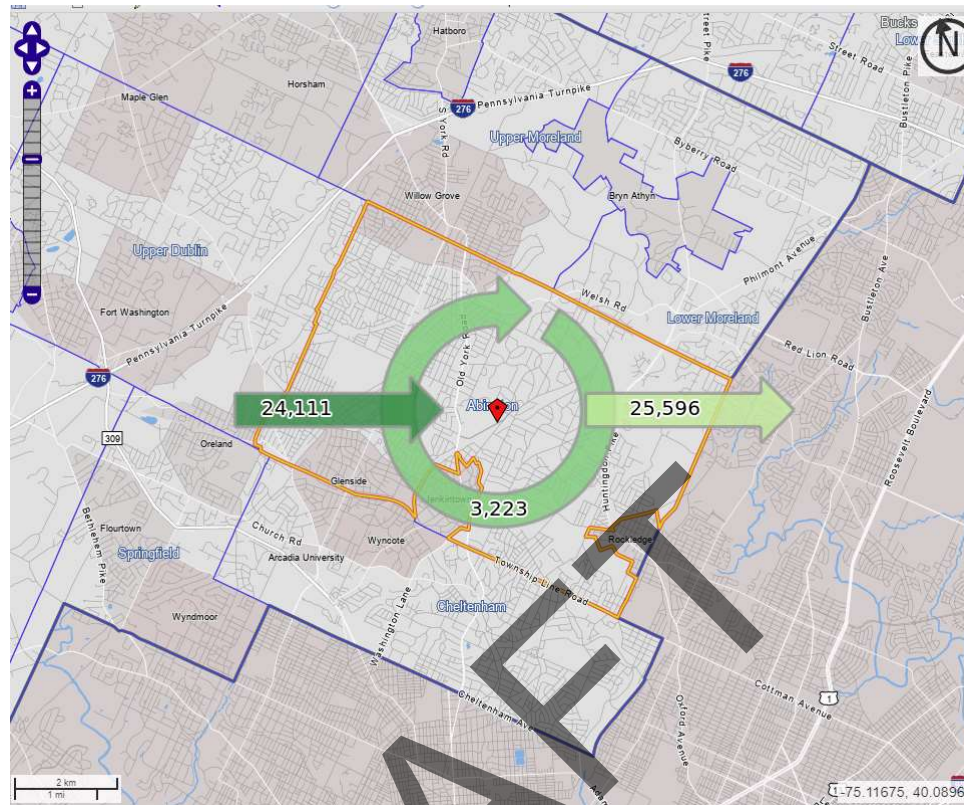 Hatboro
Street Road
Bucks
276
Maple Glen
Horsham
Pennsylvania Turnpike
276
S York Rd
Bustleton Pike
N
Upper Moreland
Byberry Road
Willow Grove
Bryn Athyn
Upper Dublin
Philmont Avenue
Bustleton Ave
Welsh Rd
Fort Washington
Pennsylvania Turnpike
Lower Moreland
Old York Road
Red Lion Road
276
24,111
25,596
309
Oreland
Huntingdon Pike
Roosevelt Boulevard
Glenside
Jenkintown
3,223
Flourtown
Church Rd
Bethlehem Pike
Springfield
Arcadia University
Wyncote
Rockledge
Township Line Road
Wyndmoor
Washington Lane
Cheltenham
Cheltenham Ave
Oxford Avenue
Cottman Avenue
1
2 km
1 mi
-75.11675, 40.0896